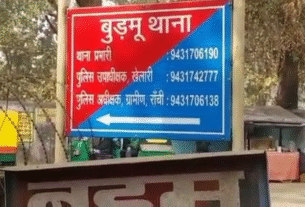 बुड़मू थाना
थाना प्रभारी : 9431706190
पुलिस उपाधीक्षक, खेलारी : 9431742777
पुलिस अधीक्षक, ग्रामीण, राँची : 9431706138
बुड़मू